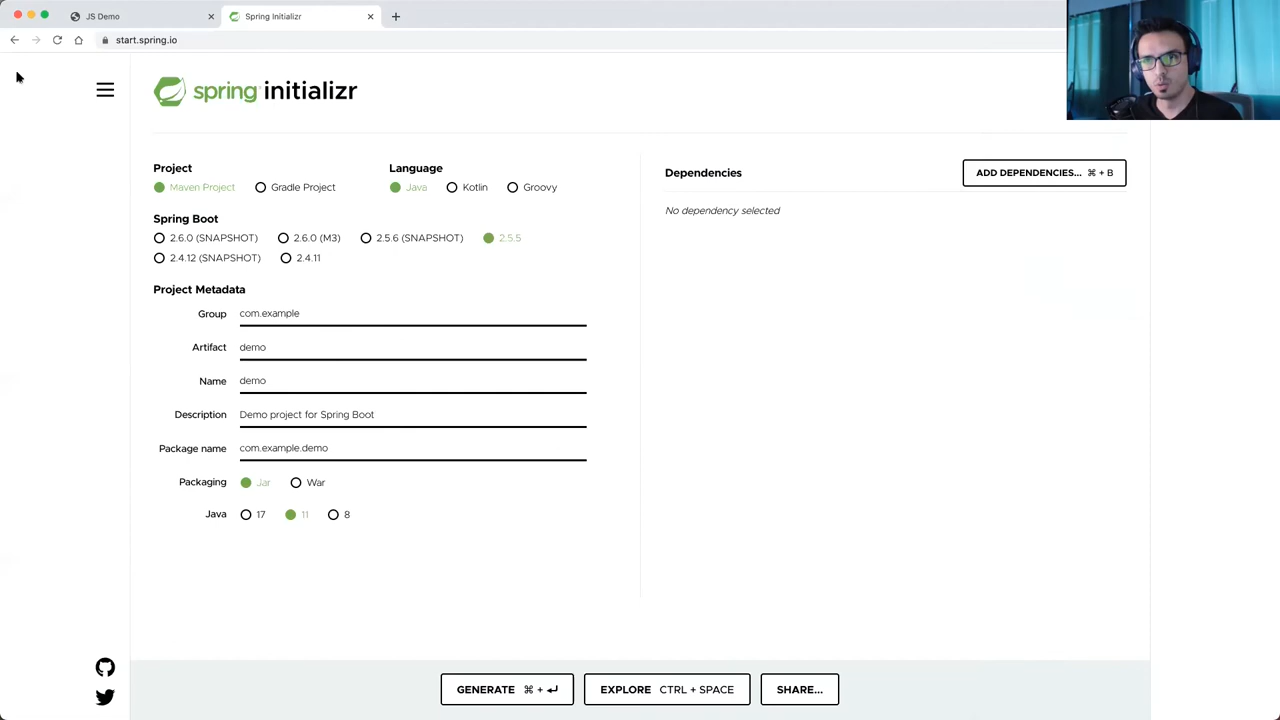 JS Demo
Spring Initializr
start.spring.io
spring initializr
Project
Maven Project Gradle Project
Language
Java Kotlin Groovy
Spring Boot
2.6.0 (SNAPSHOT) 2.6.0 (M3) 2.5.6 (SNAPSHOT) 2.5.5
2.4.12 (SNAPSHOT) 2.4.11
Project Metadata
Group com.example
Artifact demo
Name demo
Description Demo project for Spring Boot
Package name com.example.demo
Packaging Jar War
Java 17 11 8
Dependencies
ADD DEPENDENCIES... ⌘ + B
No dependency selected
GENERATE ⌘ + ↵
EXPLORE CTRL + SPACE
SHARE...